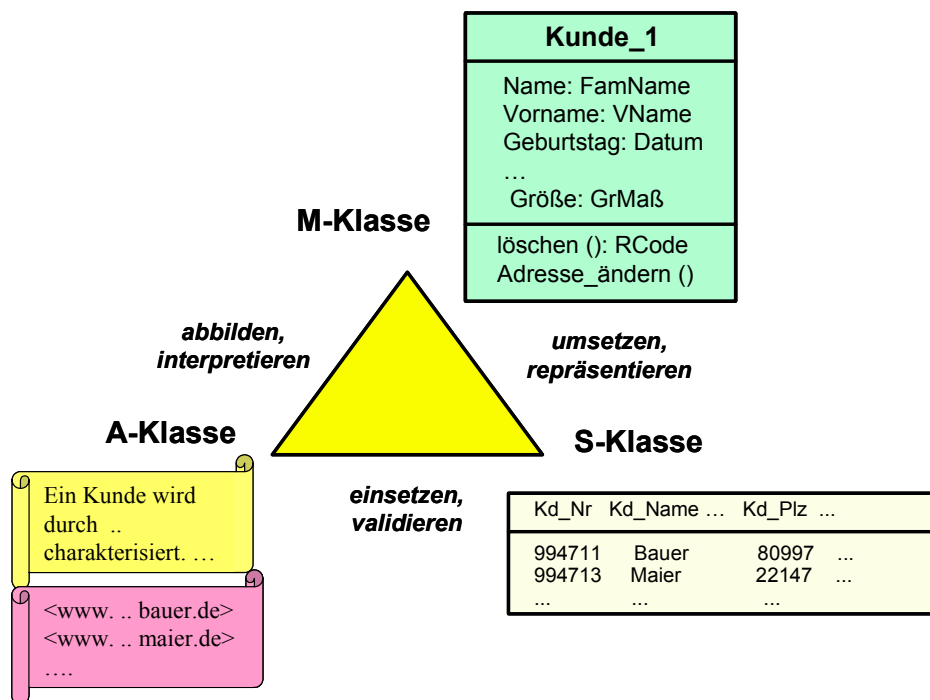 Kunde_1
Name: FamName
Vorname: VName
Geburtstag: Datum
…
Größe: GrMaß
löschen (): RCode
Adresse_ändern ()
M-Klasse
abbilden,
interpretieren
umsetzen,
repräsentieren
A-Klasse
S-Klasse
einsetzen,
validieren
Ein Kunde wird
durch ..
charakterisiert. …
<www. .. bauer.de>
<www. .. maier.de>
….
Kd_Nr Kd_Name … Kd_Plz ...
994711 Bauer 80997 ...
994713 Maier 22147 ...
... ... ...